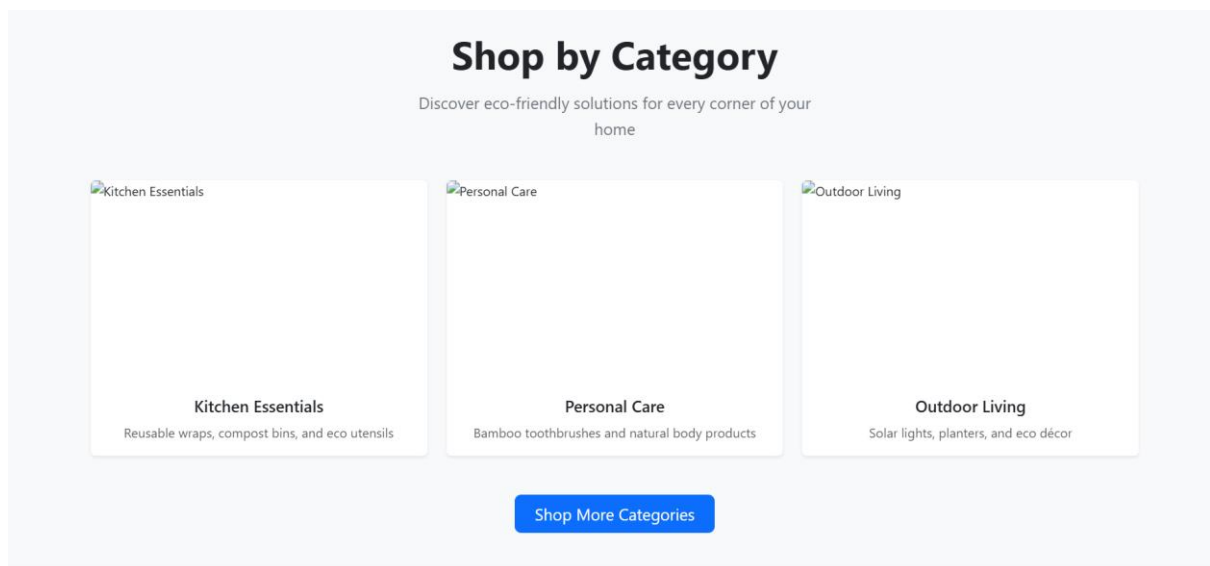 Shop by Category
Discover eco-friendly solutions for every corner of your
home
Kitchen Essentials
Personal Care
Outdoor Living
Kitchen Essentials
Reusable wraps, compost bins, and eco utensils
Personal Care
Bamboo toothbrushes and natural body products
Outdoor Living
Solar lights, planters, and eco décor
Shop More Categories